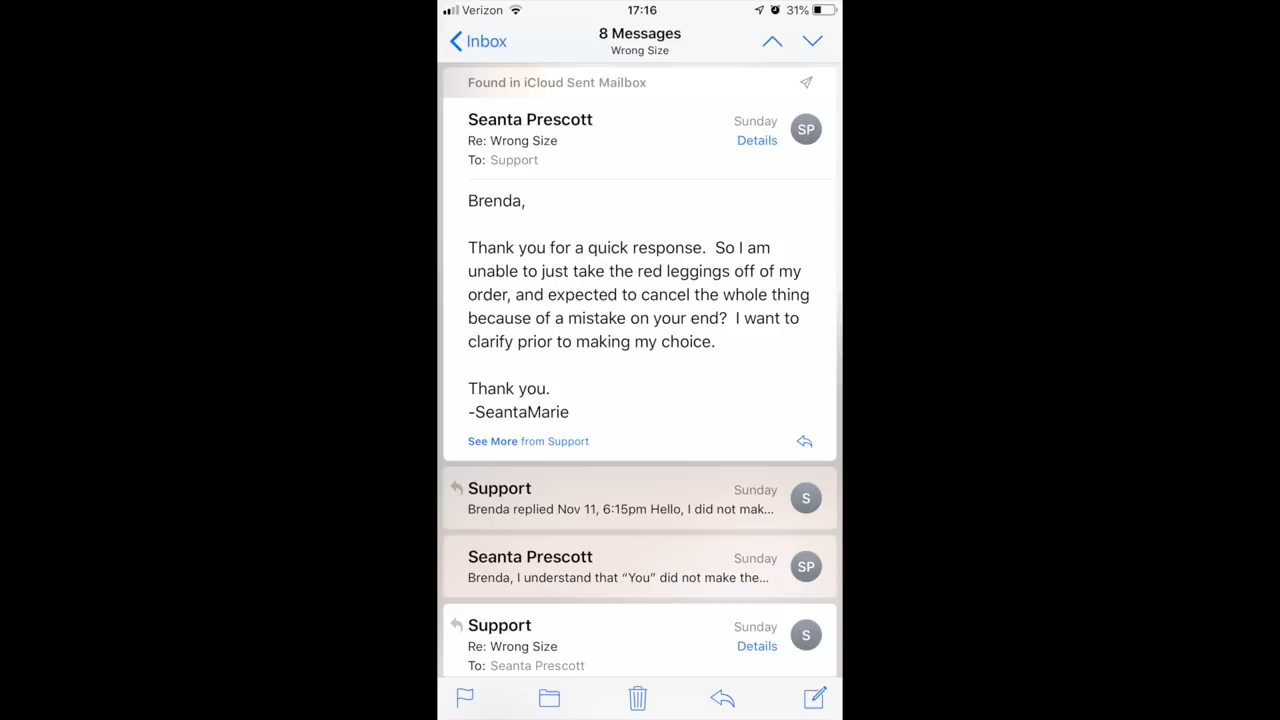 Verizon
17:16
31%
Inbox
8 Messages
Wrong Size
Found in iCloud Sent Mailbox
Seanta Prescott
Sunday
SP
Re: Wrong Size
Details
To: Support
Brenda,
Thank you for a quick response.  So I am
unable to just take the red leggings off of my
order, and expected to cancel the whole thing
because of a mistake on your end?  I want to
clarify prior to making my choice.
Thank you.
-SeantaMarie
See More from Support
Support
Sunday
S
Brenda replied Nov 11, 6:15pm Hello, I did not mak...
Seanta Prescott
Sunday
SP
Brenda, I understand that “You” did not make the...
Support
Sunday
S
Re: Wrong Size
Details
To: Seanta Prescott